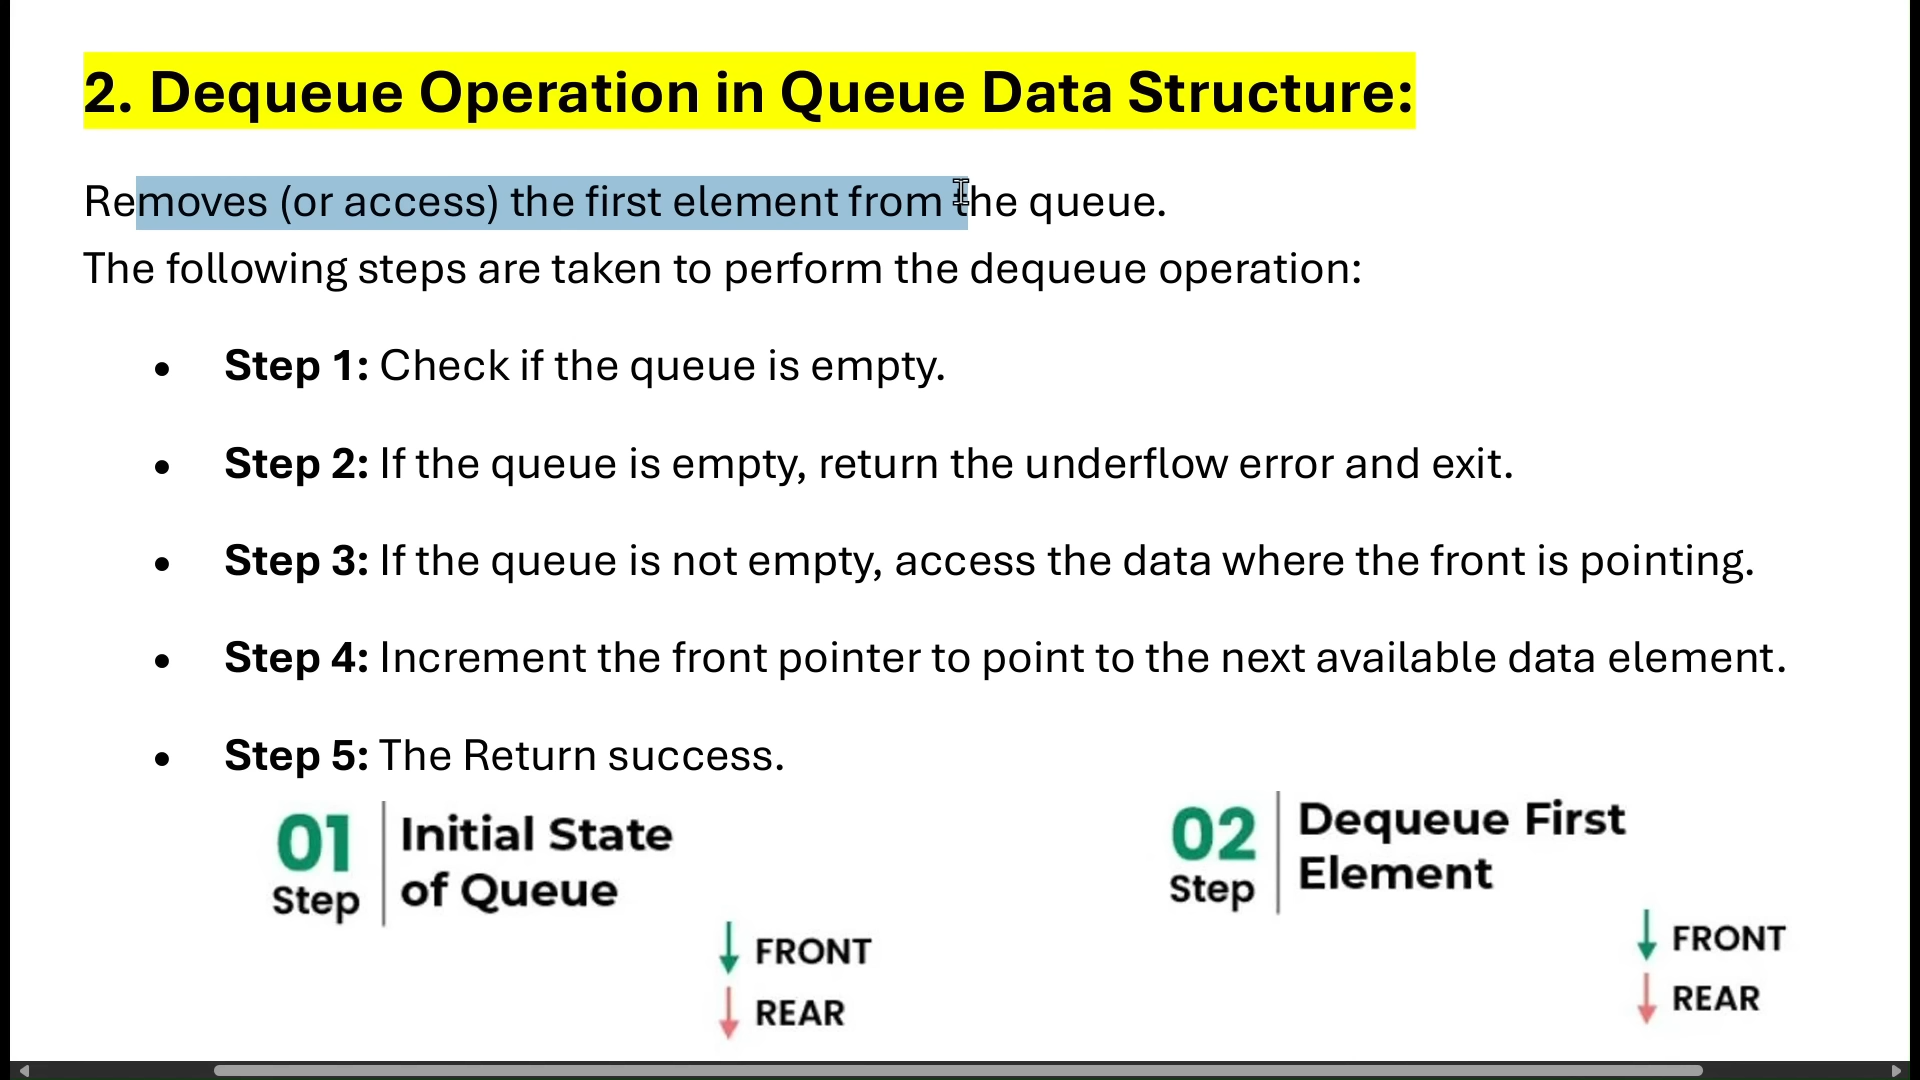 2. Dequeue Operation in Queue Data Structure:
Removes (or access) the first element from the queue.
The following steps are taken to perform the dequeue operation:
• Step 1: Check if the queue is empty.
• Step 2: If the queue is empty, return the underflow error and exit.
• Step 3: If the queue is not empty, access the data where the front is pointing.
• Step 4: Increment the front pointer to point to the next available data element.
• Step 5: The Return success.
01 Step
Initial State
of Queue
FRONT
REAR
02 Step
Dequeue First
Element
FRONT
REAR